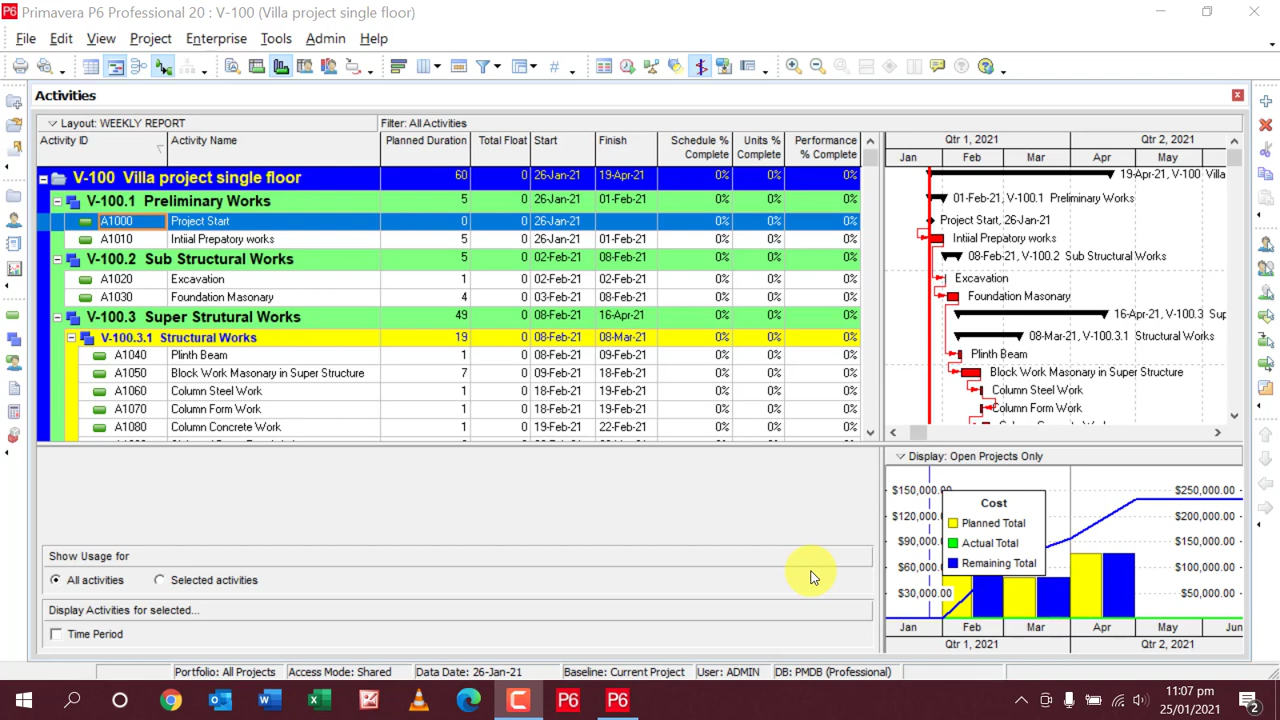 P6 Primavera P6 Professional 20 : V-100 (Villa project single floor)
File Edit View Project Enterprise Tools Admin Help
Activities
Layout: WEEKLY REPORT Filter: All Activities
Activity ID Activity Name Planned Duration Total Float Start Finish Schedule % Complete Units % Complete Performance % Complete
V-100 Villa project single floor 60 0 26-Jan-21 19-Apr-21 0% 0% 0%
V-100.1 Preliminary Works 5 0 26-Jan-21 01-Feb-21 0% 0% 0%
A1000 Project Start 0 0 26-Jan-21 0% 0% 0%
A1010 Intiial Prepatory works 5 0 26-Jan-21 01-Feb-21 0% 0% 0%
V-100.2 Sub Structural Works 5 0 02-Feb-21 08-Feb-21 0% 0% 0%
A1020 Excavation 1 0 02-Feb-21 02-Feb-21 0% 0% 0%
A1030 Foundation Masonary 4 0 03-Feb-21 08-Feb-21 0% 0% 0%
V-100.3 Super Strutural Works 49 0 08-Feb-21 16-Apr-21 0% 0% 0%
V-100.3.1 Structural Works 19 0 08-Feb-21 08-Mar-21 0% 0% 0%
A1040 Plinth Beam 1 0 08-Feb-21 09-Feb-21 0% 0% 0%
A1050 Block Work Masonary in Super Structure 7 0 09-Feb-21 18-Feb-21 0% 0% 0%
A1060 Column Steel Work 1 0 18-Feb-21 19-Feb-21 0% 0% 0%
A1070 Column Form Work 1 0 18-Feb-21 19-Feb-21 0% 0% 0%
A1080 Column Concrete Work 1 0 19-Feb-21 22-Feb-21 0% 0% 0%
Qtr 1, 2021 Qtr 2, 2021
Jan Feb Mar Apr May
19-Apr-21, V-100 Villa
01-Feb-21, V-100.1 Preliminary Works
Project Start, 26-Jan-21
Intiial Prepatory works
08-Feb-21, V-100.2 Sub Structural Works
Excavation
Foundation Masonary
16-Apr-21, V-100.3 Sup
08-Mar-21, V-100.3.1 Structural Works
Plinth Beam
Block Work Masonary in Super Structure
Column Steel Work
Column Form Work
Show Usage for
All activities Selected activities
Display Activities for selected...
Time Period
Display: Open Projects Only
$150,000.00 $250,000.00
$120,000.00 $200,000.00
$90,000.00 $150,000.00
$60,000.00 $100,000.00
$30,000.00 $50,000.00
Cost
Planned Total
Actual Total
Remaining Total
Jan Feb Mar Apr May Jun
Qtr 1, 2021 Qtr 2, 2021
Portfolio: All Projects Access Mode: Shared Data Date: 26-Jan-21 Baseline: Current Project User: ADMIN DB: PMDB (Professional)
P6 P6
11:07 pm
25/01/2021
2